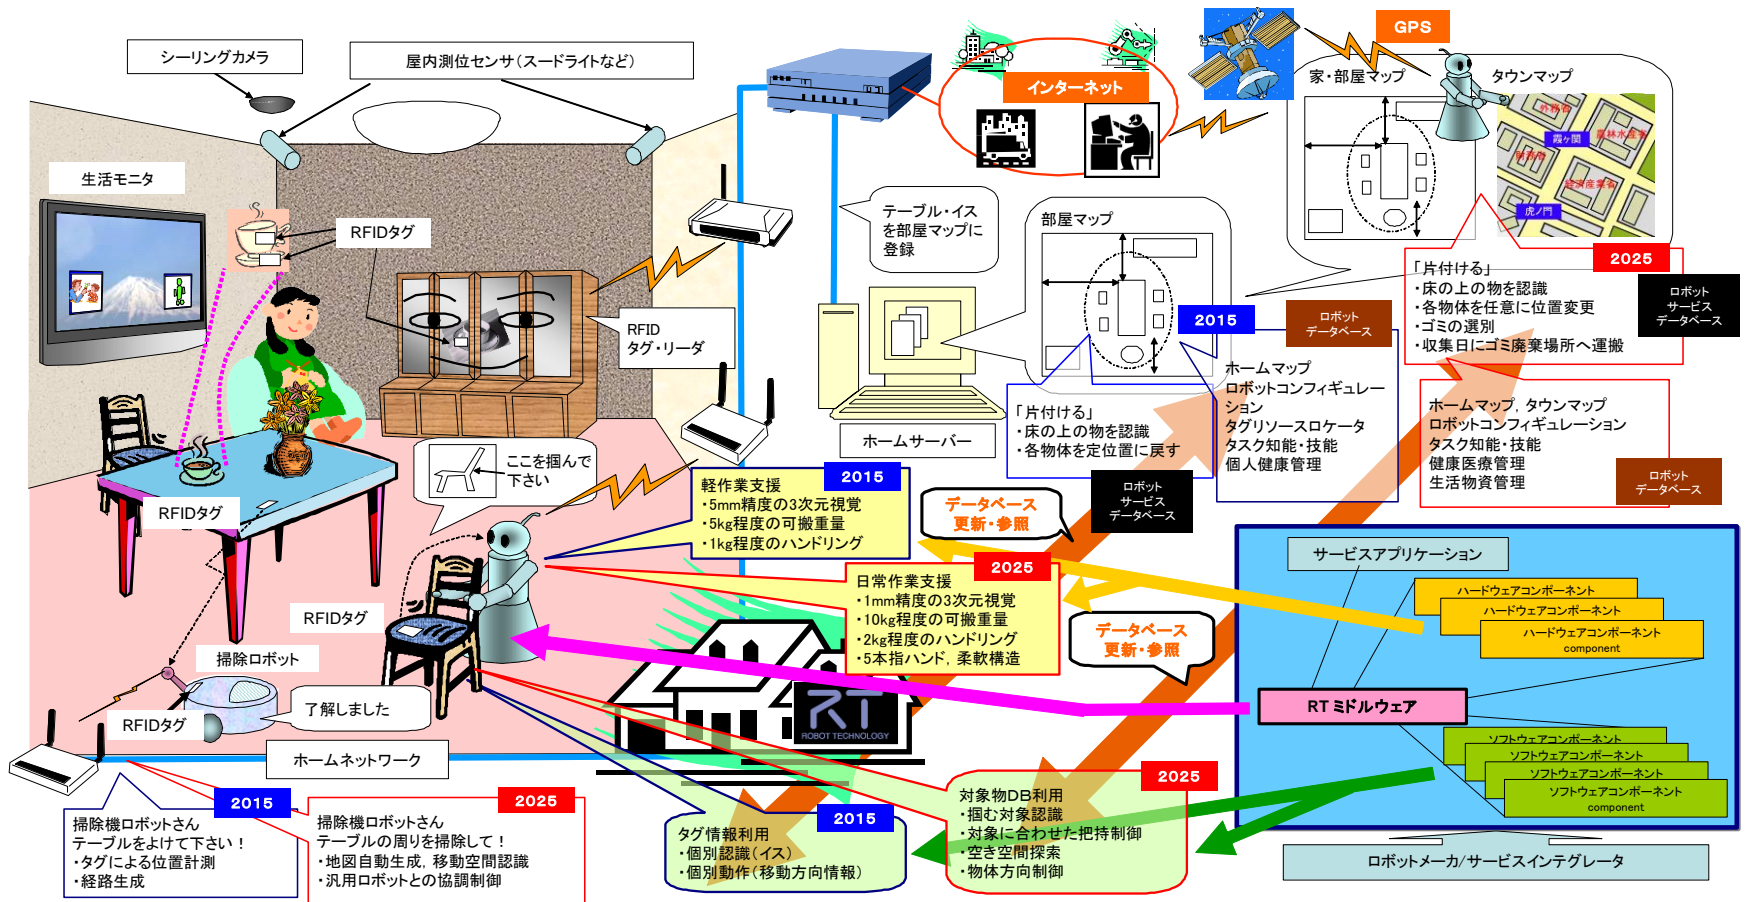 シーリングカメラ
屋内測位センサ(スードライトなど)
生活モニタ
RFIDタグ
RFID
タグ・リーダ
インターネット
GPS
家・部屋マップ
タウンマップ
外務省
霞ヶ関
農林水産省
財務省
経済産業省
虎ノ門
テーブル・イス
を部屋マップに
登録
部屋マップ
ホームサーバー
2025
「片付ける」
・床の上の物を認識
・各物体を任意に位置変更
・ゴミの選別
・収集日にゴミ廃棄場所へ運搬
ロボット
サービス
データベース
2015
「片付ける」
・床の上の物を認識
・各物体を定位置に戻す
ロボット
サービス
データベース
ロボット
データベース
ホームマップ
ロボットコンフィギュレー
ション
タグリソースロケータ
タスク知能・技能
個人健康管理
ホームマップ, タウンマップ
ロボットコンフィギュレーション
タスク知能・技能
健康医療管理
生活物資管理
ロボット
データベース
ここを掴んで
下さい
2015
軽作業支援
・5mm精度の3次元視覚
・5kg程度の可搬重量
・1kg程度のハンドリング
データベース
更新・参照
2025
日常作業支援
・1mm精度の3次元視覚
・10kg程度の可搬重量
・2kg程度のハンドリング
・5本指ハンド, 柔軟構造
データベース
更新・参照
RFIDタグ
RFIDタグ
掃除ロボット
RFIDタグ
了解しました
ホームネットワーク
RT
ROBOT TECHNOLOGY
サービスアプリケーション
ハードウェアコンポーネント
ハードウェアコンポーネント
ハードウェアコンポーネント
component
RTミドルウェア
ソフトウェアコンポーネント
ソフトウェアコンポーネント
ソフトウェアコンポーネント
ソフトウェアコンポーネント
component
ロボットメーカ/サービスインテグレータ
2015
掃除機ロボットさん
テーブルをよけて下さい!
・タグによる位置計測
・経路生成
2025
掃除機ロボットさん
テーブルの周りを掃除して!
・地図自動生成, 移動空間認識
・汎用ロボットとの協調制御
2015
タグ情報利用
・個別認識(イス)
・個別動作(移動方向情報)
2025
対象物DB利用
・掴む対象認識
・対象に合わせた把持制御
・空き空間探索
・物体方向制御